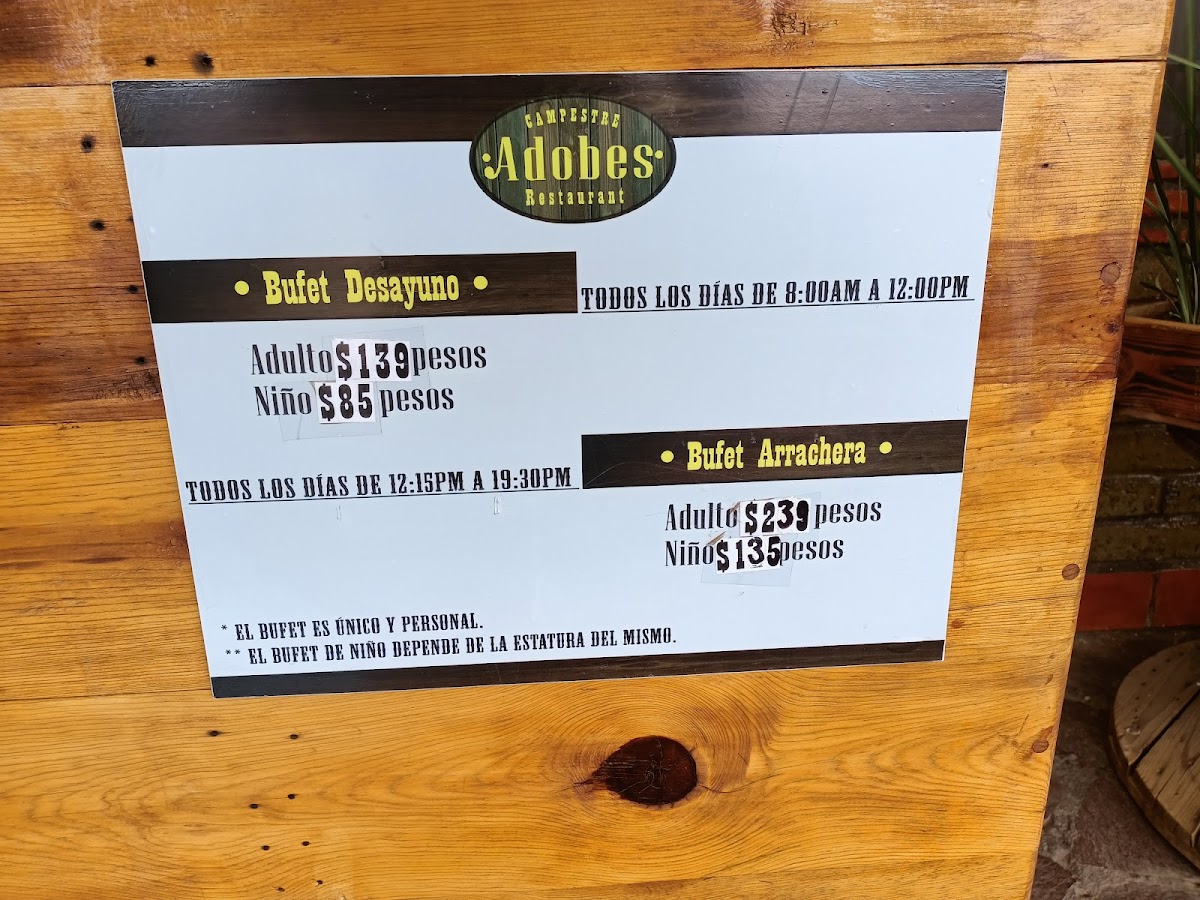 CAMPESTRE
Adobes
Restaurant
• Bufet Desayuno •
TODOS LOS DÍAS DE 8:00AM A 12:00PM
Adulto $139 pesos
Niño $85 pesos
• Bufet Arrachera •
TODOS LOS DÍAS DE 12:15PM A 19:30PM
Adulto $239 pesos
Niño $135 pesos
* EL BUFET ES ÚNICO Y PERSONAL.
** EL BUFET DE NIÑO DEPENDE DE LA ESTATURA DEL MISMO.